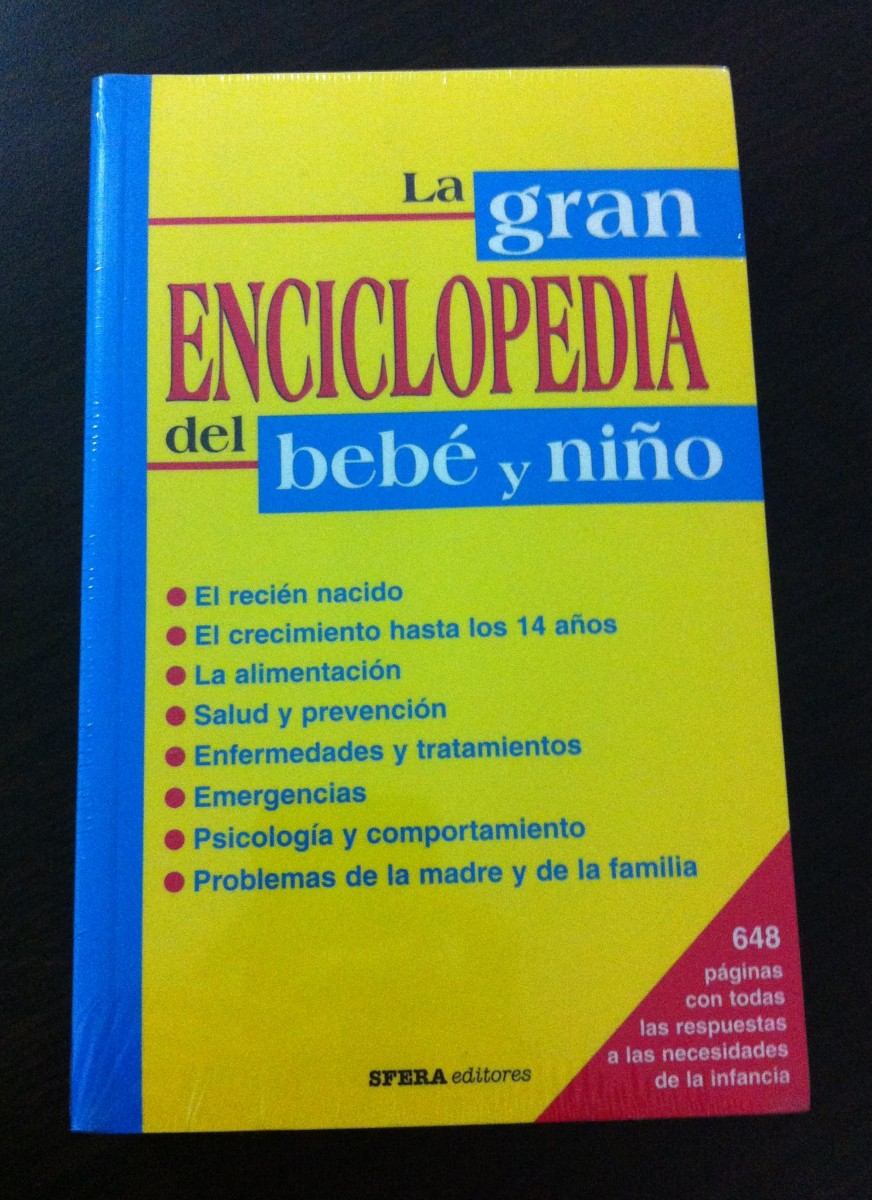 La gran
ENCICLOPEDIA
del bebé y niño
El recién nacido
El crecimiento hasta los 14 años
La alimentación
Salud y prevención
Enfermedades y tratamientos
Emergencias
Psicología y comportamiento
Problemas de la madre y de la familia
648
páginas
con todas
las respuestas
a las necesidades
de la infancia
SFERA editores